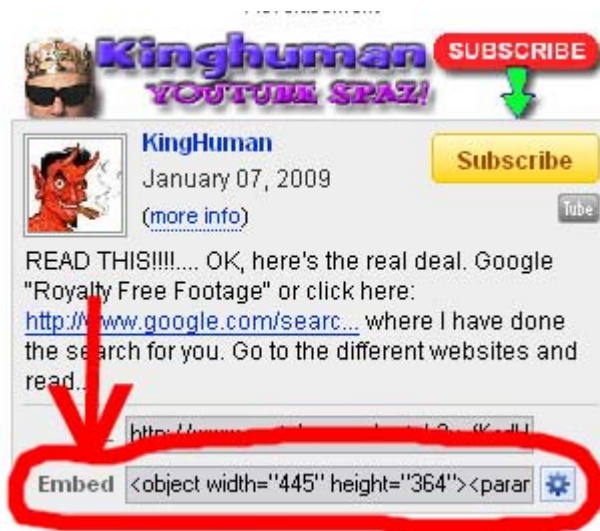 Kinghuman
SUBSCRIBE
YOUTUBE SPAZ!
KingHuman
January 07, 2009
(more info)
Subscribe
Tube
READ THIS!!!!.... OK, here's the real deal. Google
"Royalty Free Footage" or click here:
http://www.google.com/searc... where I have done
the search for you. Go to the different websites and
read...
Embed <object width="445" height="364"><paran